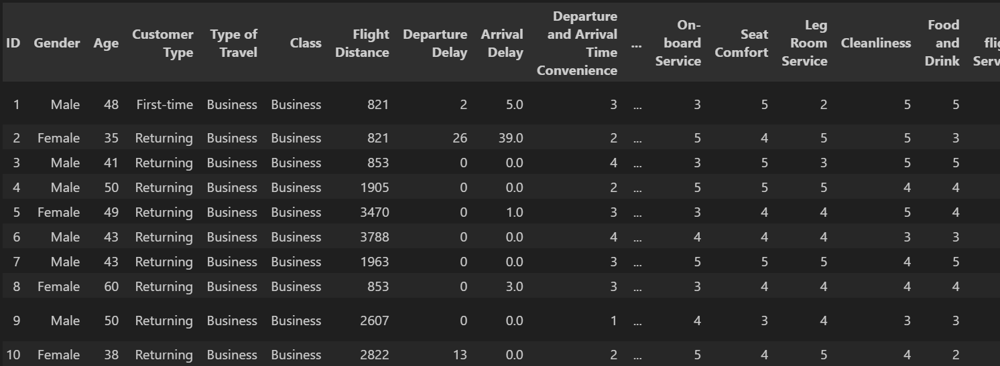 ID Gender Age Customer Type Type of Travel Class Flight Distance Departure Delay Arrival Delay Departure and Arrival Time Convenience ... On-board Service Seat Comfort Leg Room Service Cleanliness Food and Drink
1 Male 48 First-time Business Business 821 2 5.0 3 ... 3 5 2 5 5
2 Female 35 Returning Business Business 821 26 39.0 2 ... 5 4 5 5 3
3 Male 41 Returning Business Business 853 0 0.0 4 ... 3 5 3 5 5
4 Male 50 Returning Business Business 1905 0 0.0 2 ... 5 5 5 4 4
5 Female 49 Returning Business Business 3470 0 1.0 3 ... 3 4 4 5 4
6 Male 43 Returning Business Business 3788 0 0.0 4 ... 4 4 4 3 3
7 Male 43 Returning Business Business 1963 0 0.0 3 ... 5 5 5 4 5
8 Female 60 Returning Business Business 853 0 3.0 3 ... 3 4 4 4 4
9 Male 50 Returning Business Business 2607 0 0.0 1 ... 4 3 4 3 3
10 Female 38 Returning Business Business 2822 13 0.0 2 ... 5 4 5 4 2